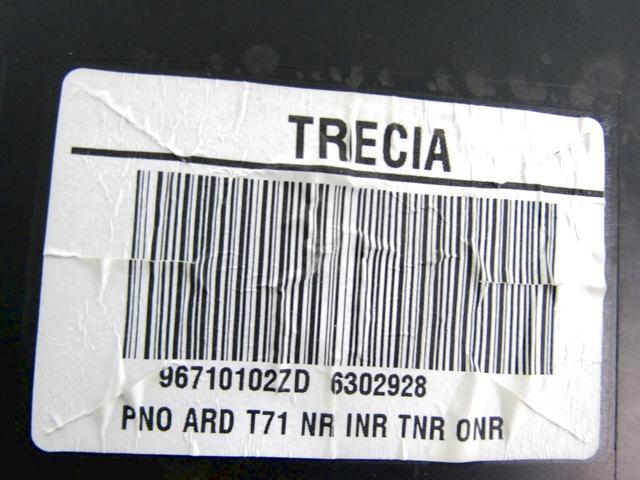 TRECIA
96710102ZD 6302928
PNO ARD T71 NR INR TNR ONR